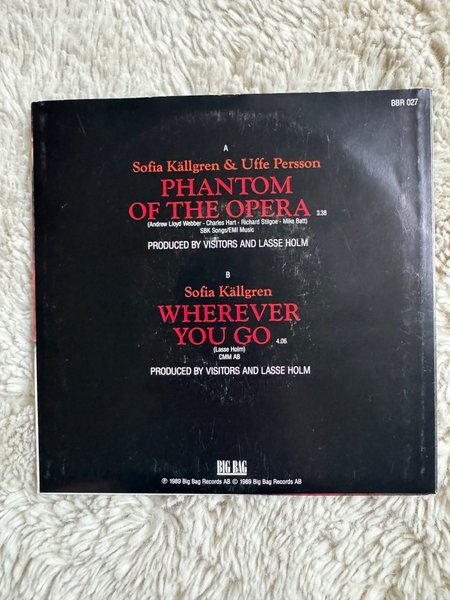 BBR 027
A
Sofia Källgren & Uffe Persson
PHANTOM
OF THE OPERA 3.38
(Andrew Lloyd Webber - Charles Hart - Richard Stilgoe - Mike Batt)
SBK Songs/EMI Music
PRODUCED BY VISITORS AND LASSE HOLM
B
Sofia Källgren
WHEREVER
YOU GO 4.05
(Lasse Holm)
CMM AB
PRODUCED BY VISITORS AND LASSE HOLM
BIG BAG
℗ 1989 Big Bag Records AB © 1989 Big Bag Records AB